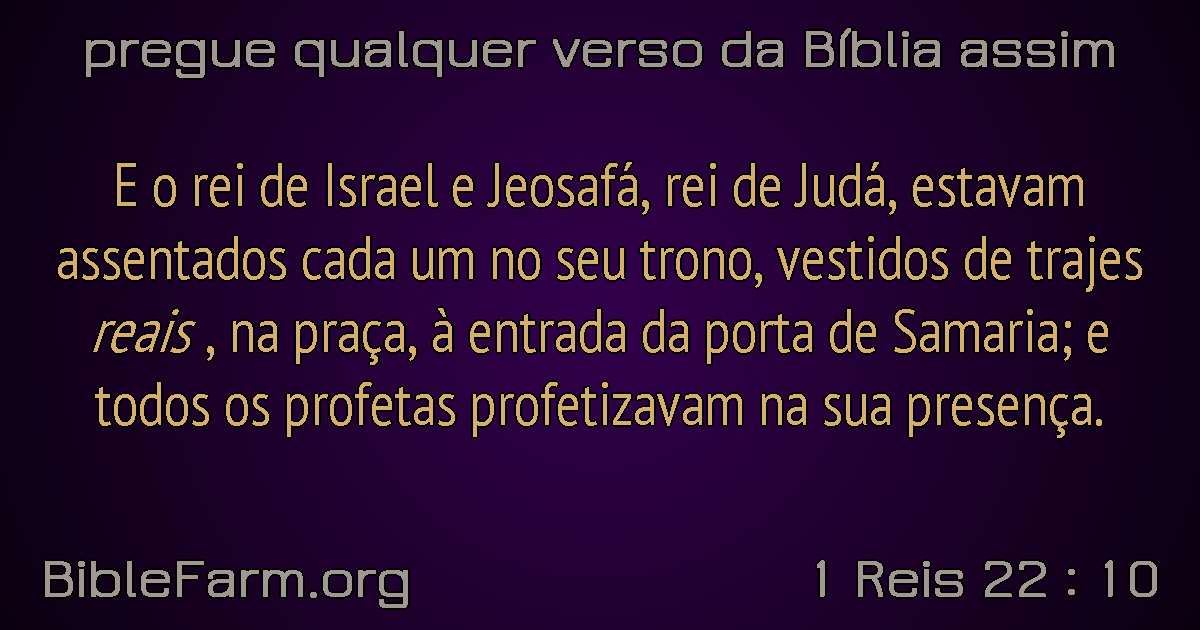 pregue qualquer verso da Bíblia assim
E o rei de Israel e Jeosafá, rei de Judá, estavam
assentados cada um no seu trono, vestidos de trajes
reais , na praça, à entrada da porta de Samaria; e
todos os profetas profetizavam na sua presença.
BibleFarm.org
1 Reis 22 : 10